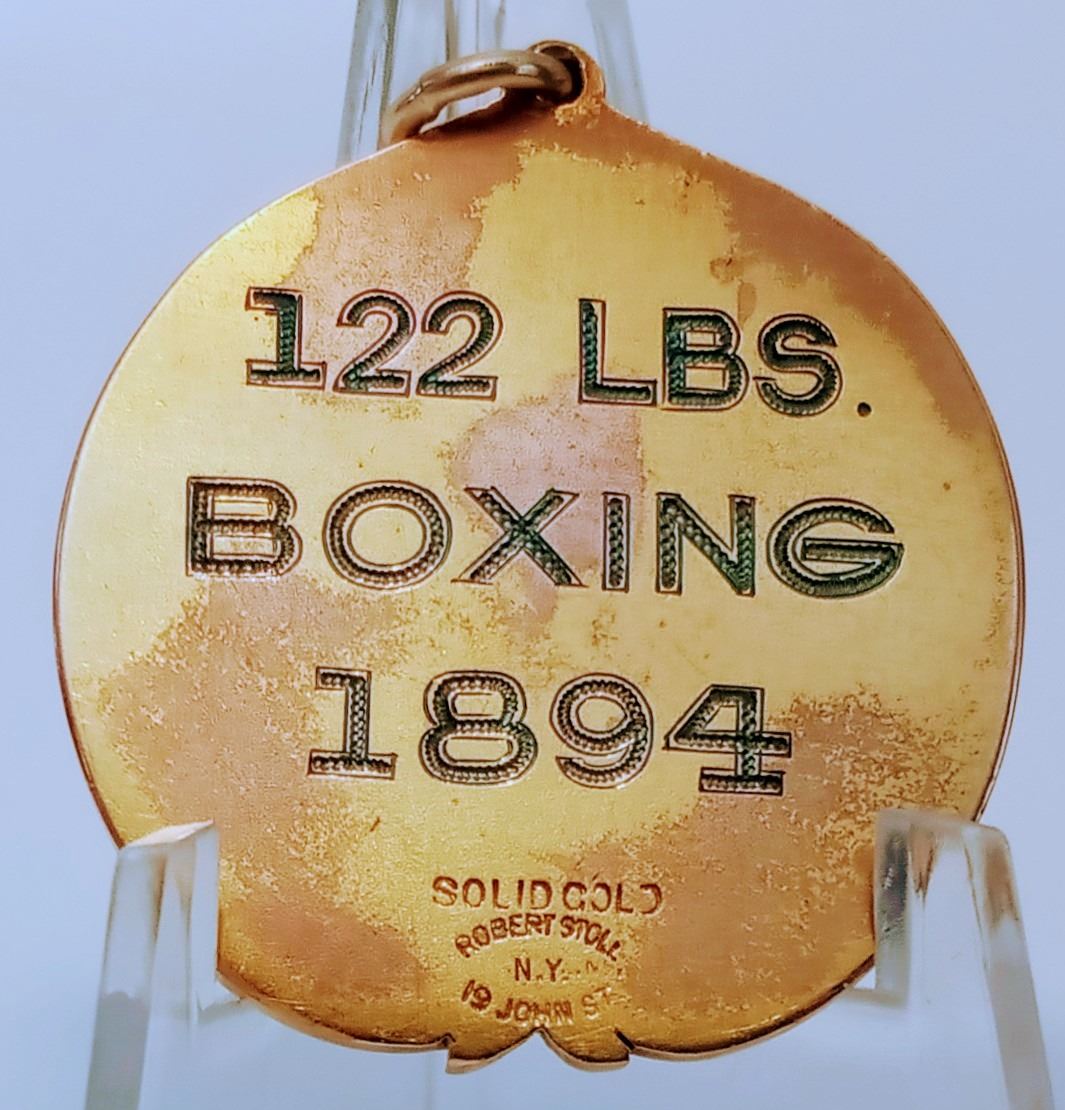 122 LBS.
BOXING
1894
SOLID GOLD
ROBERT STOLL
N.Y.
19 JOHN ST.